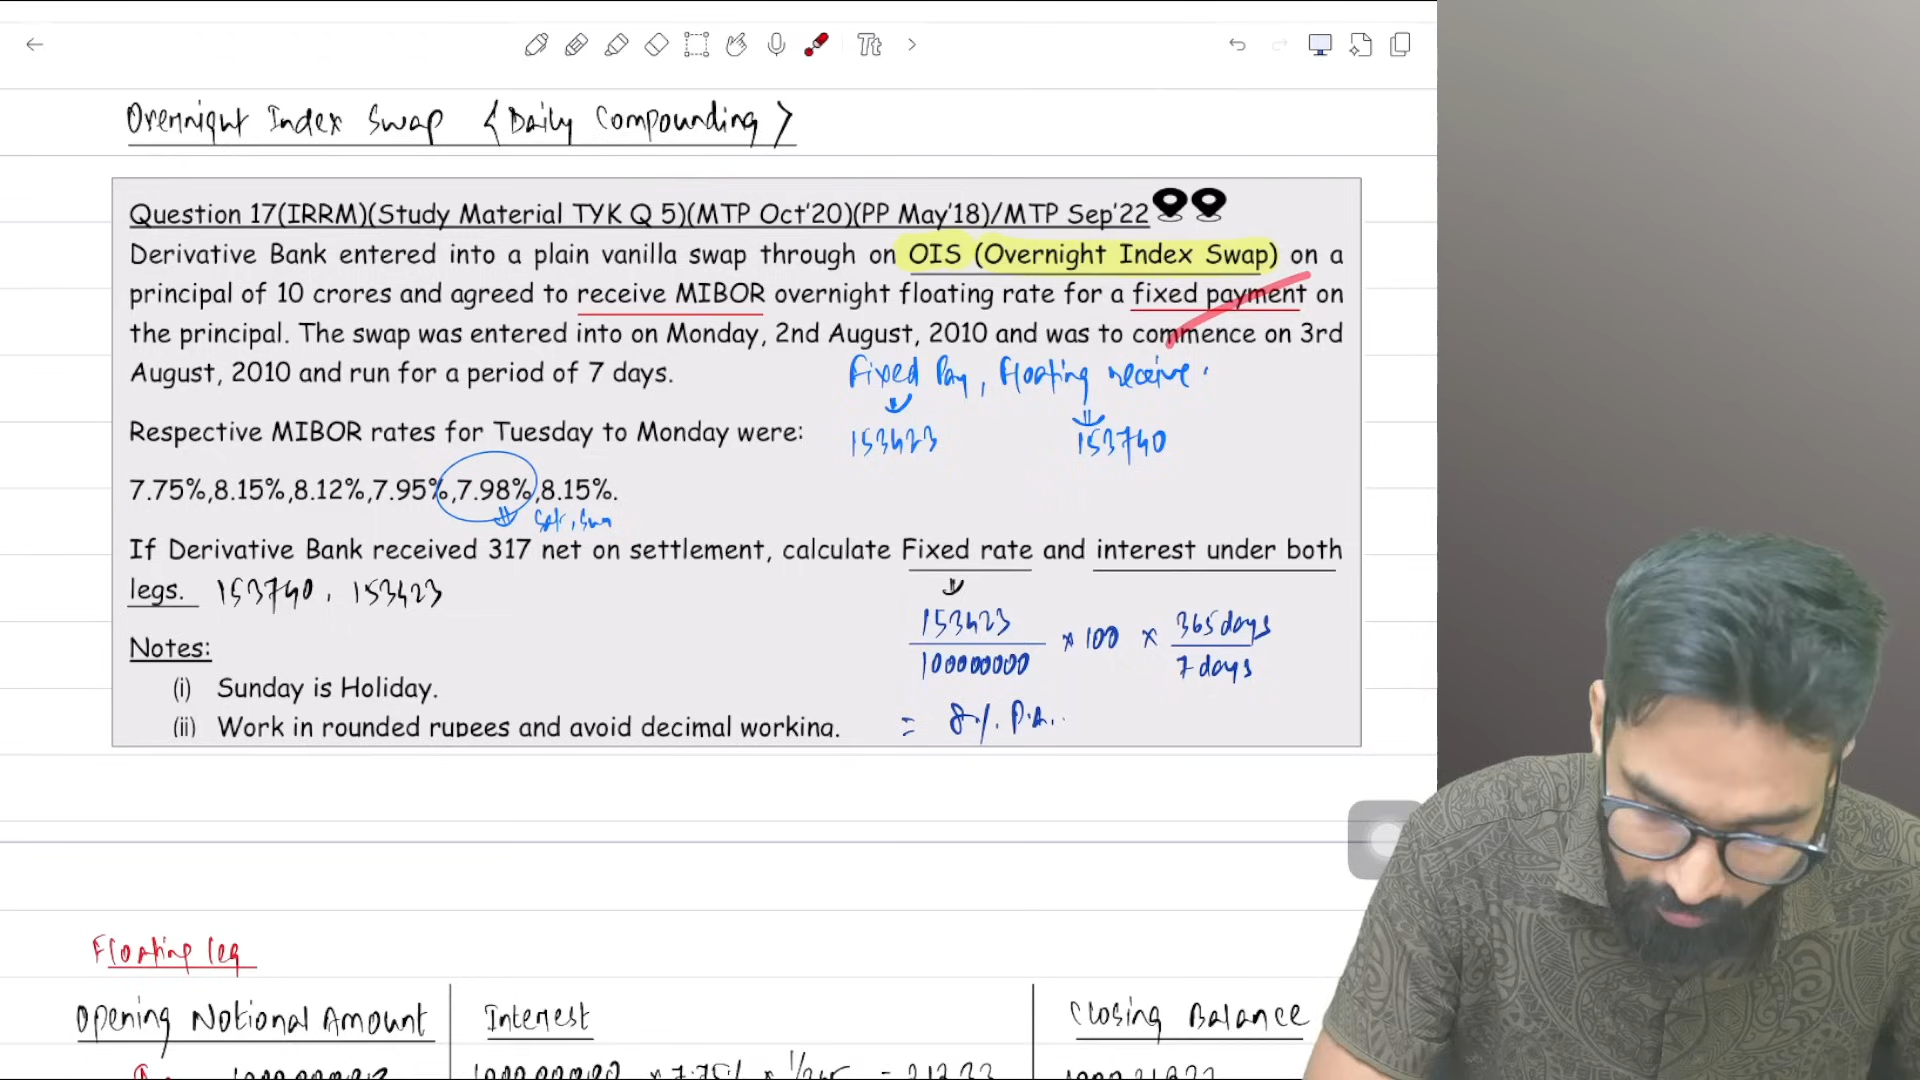 Tt
Overnight Index Swap <Daily Compounding>
Question 17(IRRM)(Study Material TYK Q 5)(MTP Oct'20)(PP May'18)/MTP Sep'22
Derivative Bank entered into a plain vanilla swap through on OIS (Overnight Index Swap) on a
principal of 10 crores and agreed to receive MIBOR overnight floating rate for a fixed payment on
the principal. The swap was entered into on Monday, 2nd August, 2010 and was to commence on 3rd
August, 2010 and run for a period of 7 days.
Fixed Pay, Floating receive.
Respective MIBOR rates for Tuesday to Monday were:
153423 153740
7.75%,8.15%,8.12%,7.95%,7.98%,8.15%.
Sat, Sun
If Derivative Bank received 317 net on settlement, calculate Fixed rate and interest under both
legs. 153740, 153423
153423 / 100000000 × 100 × 365 days / 7 days
Notes:
(i) Sunday is Holiday.
(ii) Work in rounded rupees and avoid decimal working.
= 8% P.A.
Floating leg
Opening Notional Amount Interest Closing Balance